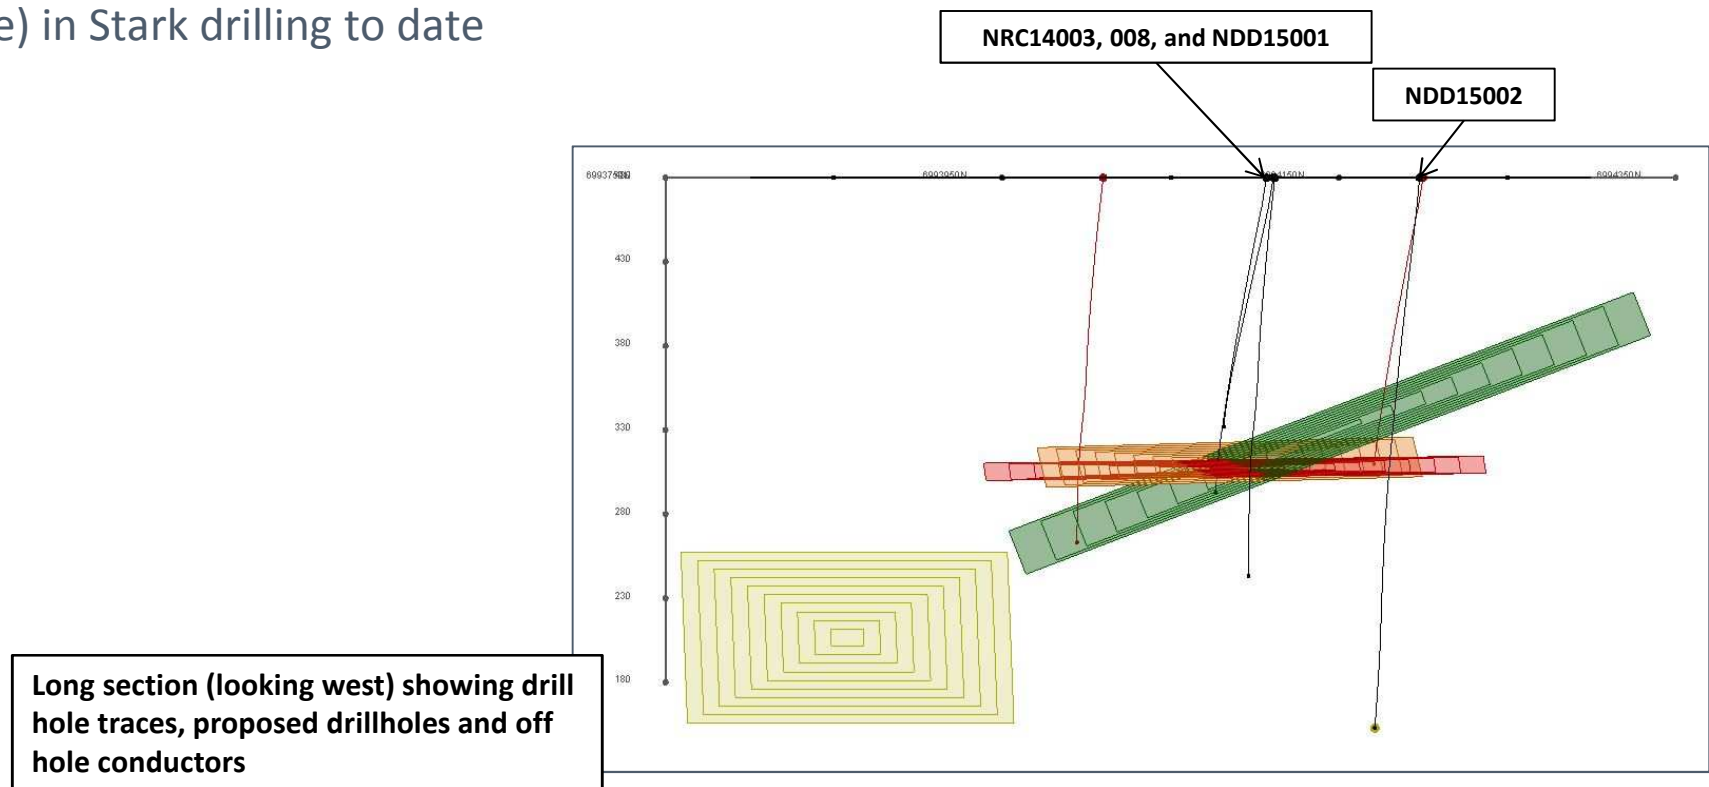 e) in Stark drilling to date
NRC14003, 008, and NDD15001
NDD15002
6993950N
6994350N
430
380
330
280
230
180
Long section (looking west) showing drill
hole traces, proposed drillholes and off
hole conductors